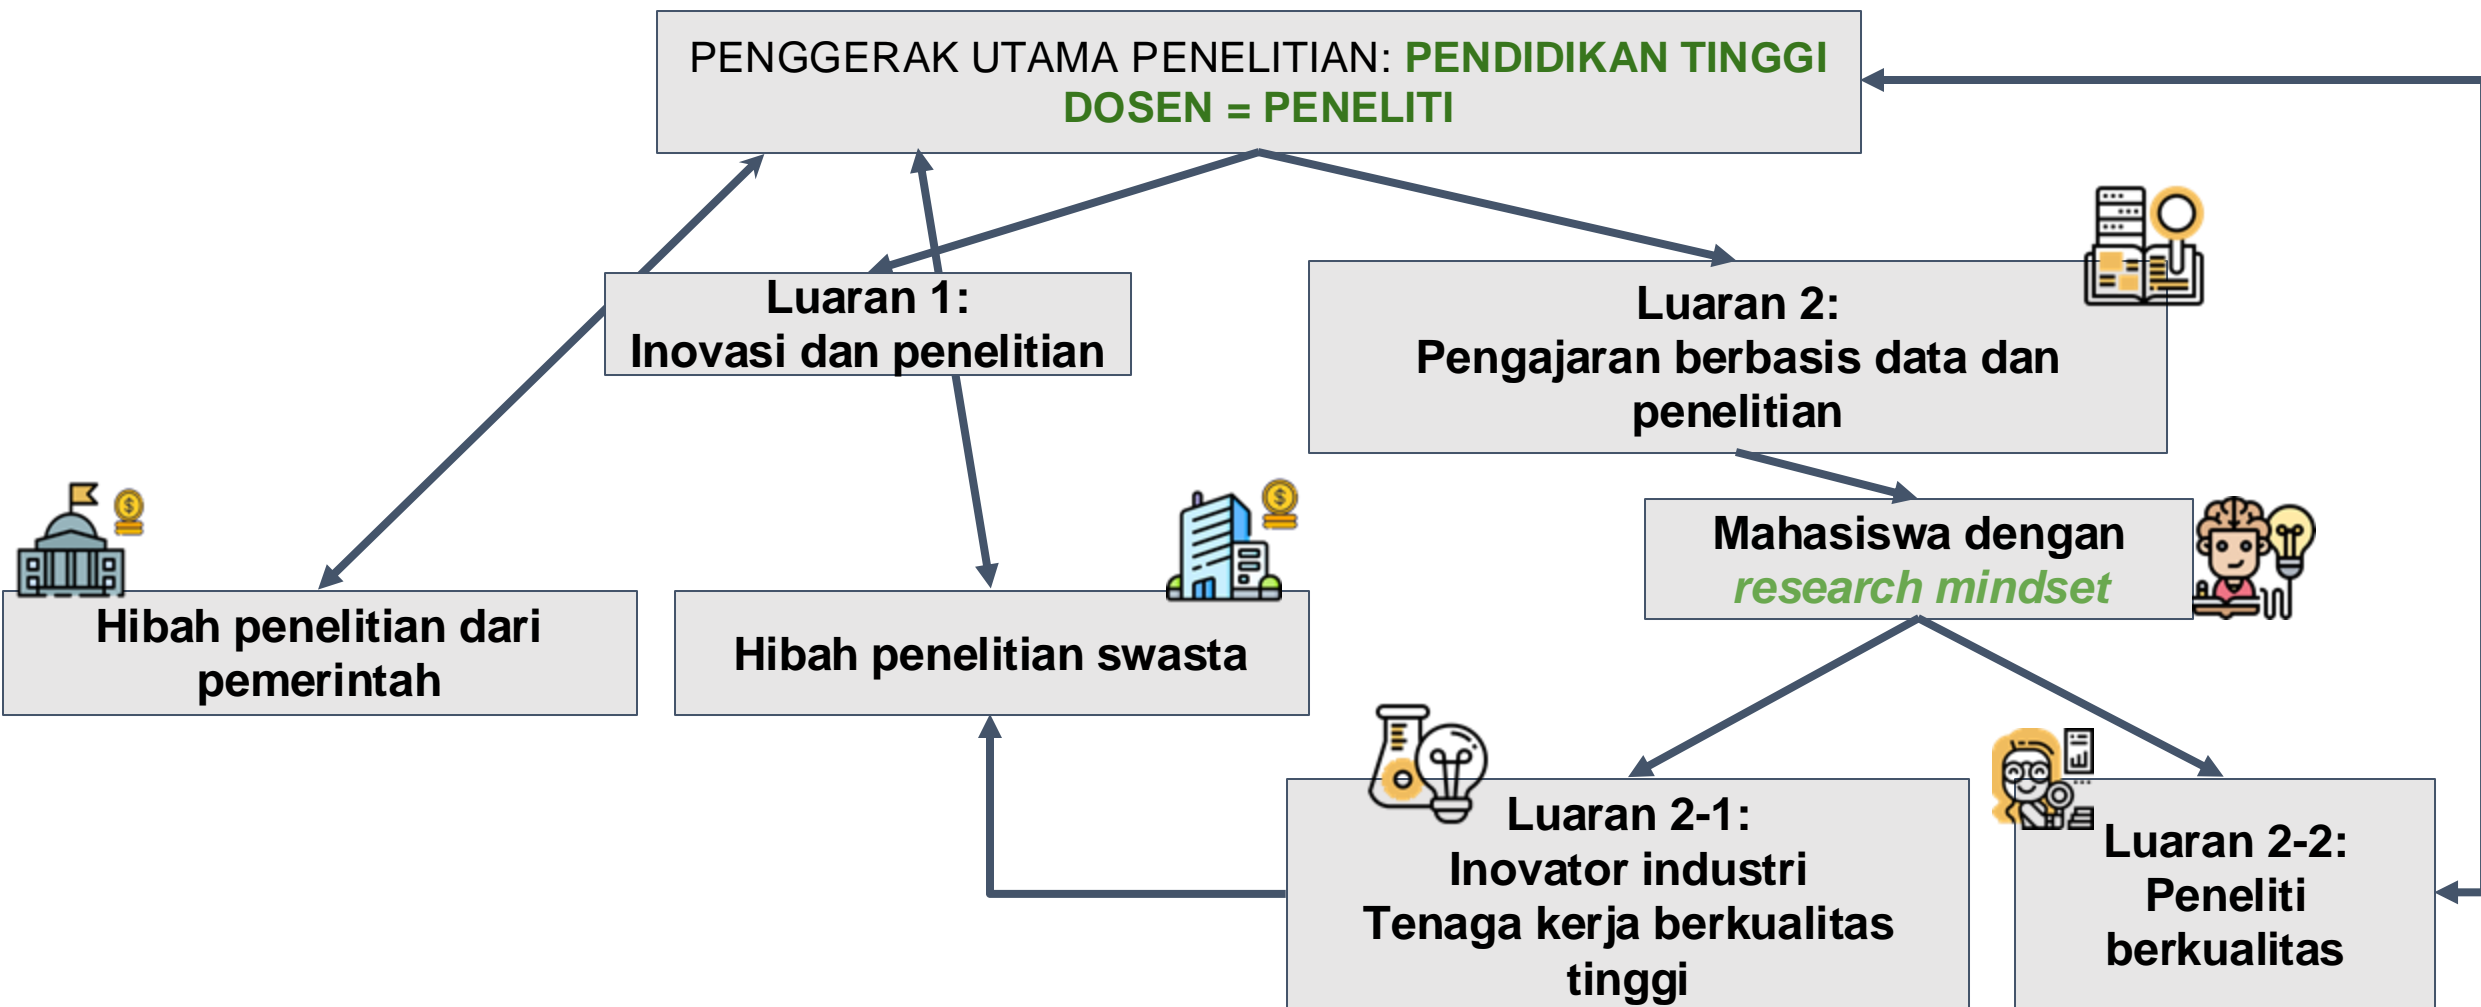 PENGGERAK UTAMA PENELITIAN: PENDIDIKAN TINGGI
DOSEN = PENELITI
Luaran 1:
Inovasi dan penelitian
Luaran 2:
Pengajaran berbasis data dan
penelitian
Mahasiswa dengan
research mindset
Hibah penelitian dari
pemerintah
Hibah penelitian swasta
Luaran 2-1:
Inovator industri
Tenaga kerja berkualitas
tinggi
Luaran 2-2:
Peneliti
berkualitas